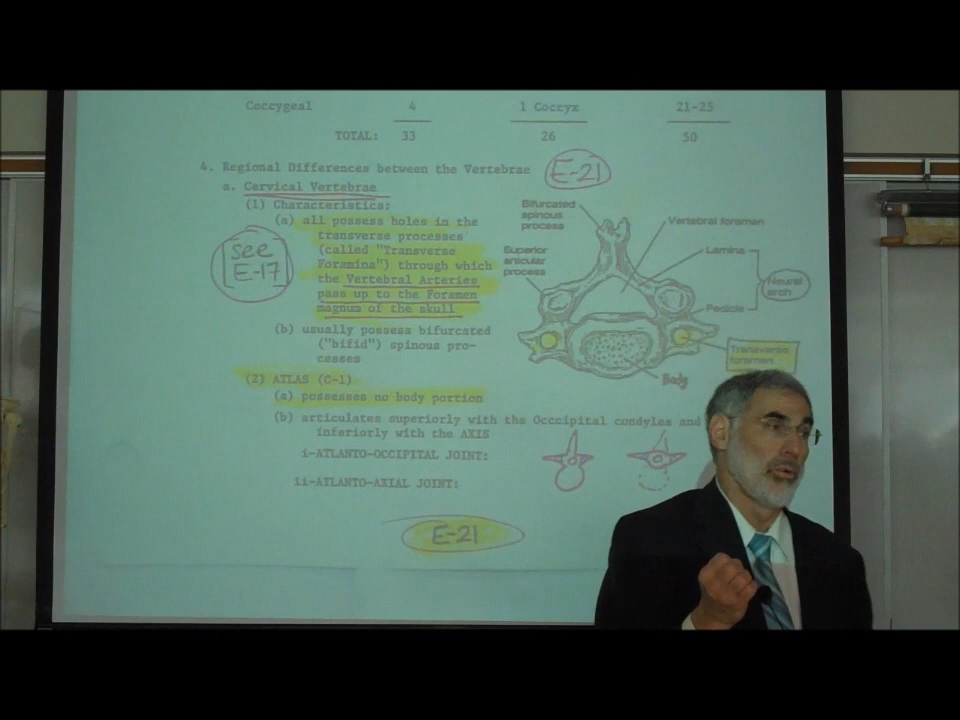 Coccygeal 4 1 Coccyx 21-25
TOTAL: 33 26 50
4. Regional Differences between the Vertebrae E-21
a. Cervical Vertebrae
(1) Characteristics:
(a) all possess holes in the
transverse processes
(called "Transverse
Foramina") through which
the Vertebral Arteries
pass up to the Foramen
magnum of the skull
see
E-17
(b) usually possess bifurcated
("bifid") spinous pro-
cesses
(2) ATLAS (C-1)
(a) possesses no body portion
(b) articulates superiorly with the Occcipital condyles and
inferiorly with the AXIS
i-ATLANTO-OCCIPITAL JOINT:
ii-ATLANTO-AXIAL JOINT:
E-21
Bifurcated
spinous
process
Vertebral foramen
Superior
articular
process
Lamina
Neural
arch
Pedicle
Transverse
foramen
Body